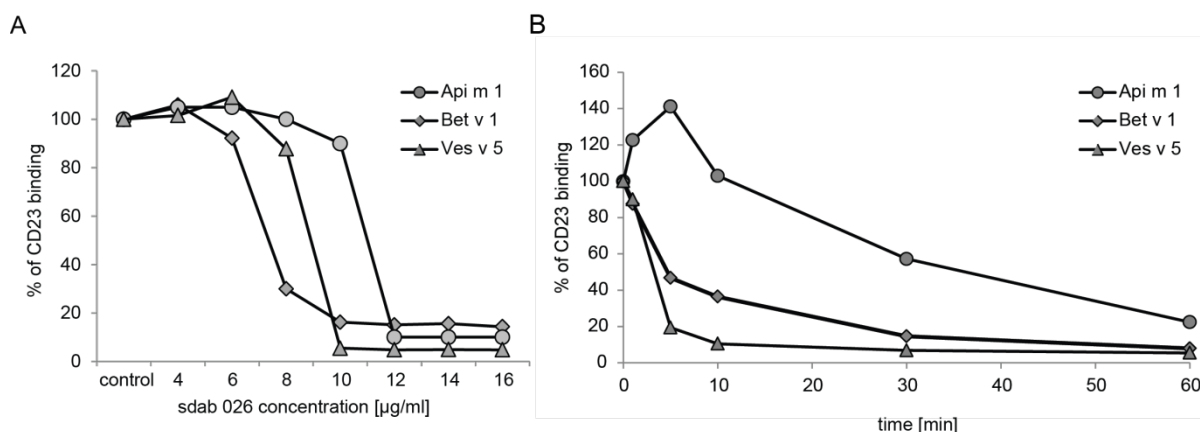 A
120
100
80
60
40
20
0
% of CD23 binding
control 4 6 8 10 12 14 16
sdab 026 concentration [µg/ml]
Api m 1
Bet v 1
Ves v 5
B
160
140
120
100
80
60
40
20
0
% of CD23 binding
0 10 20 30 40 50 60
time [min]
Api m 1
Bet v 1
Ves v 5